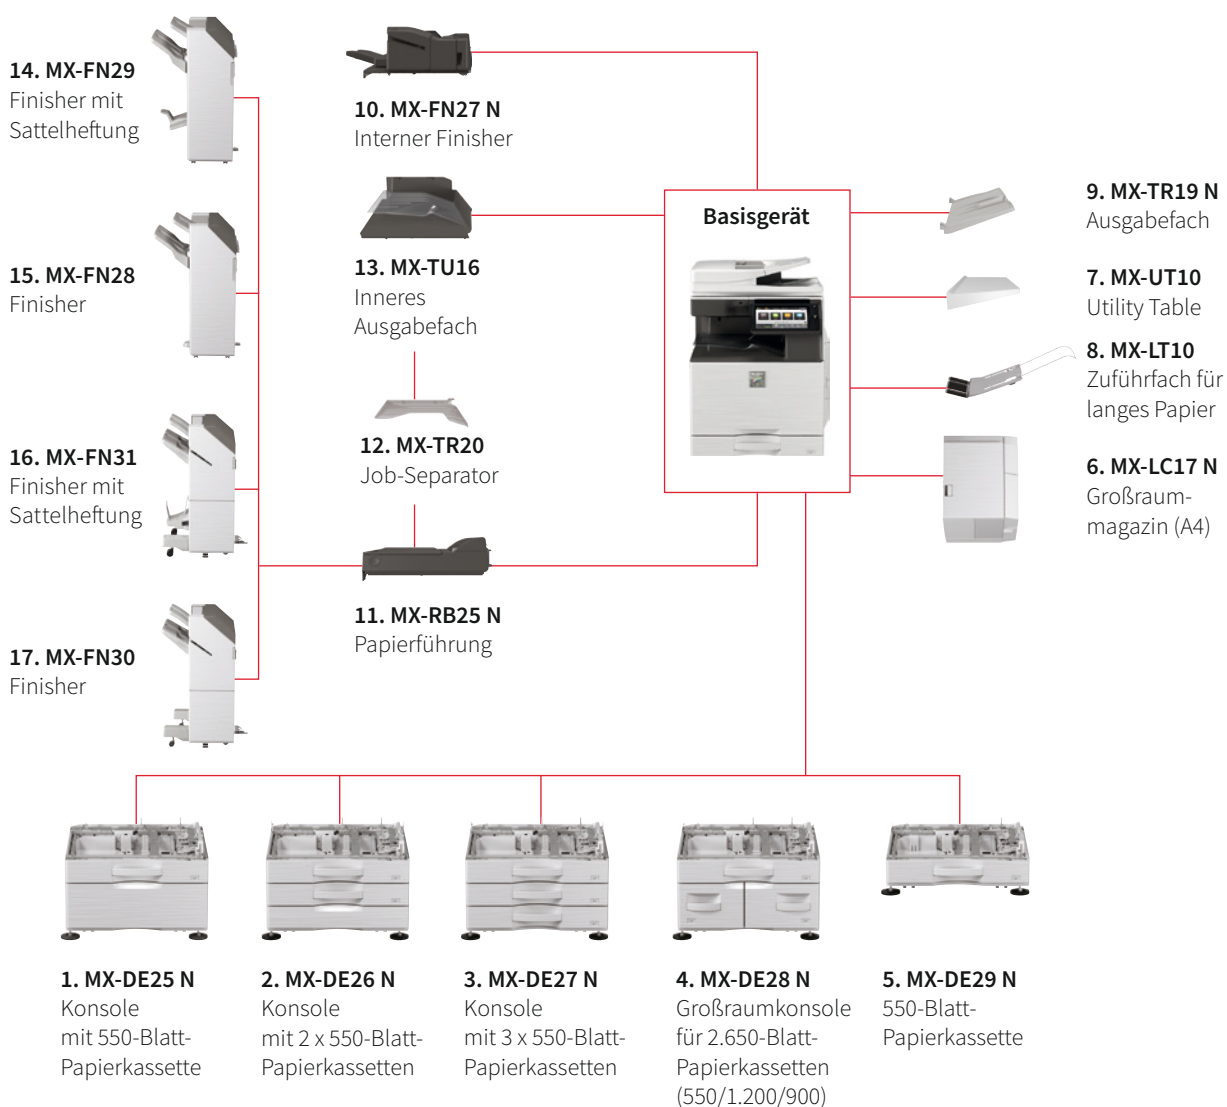 14. MX-FN29
Finisher mit
Sattelheftung
10. MX-FN27 N
Interner Finisher
Basisgerät
9. MX-TR19 N
Ausgabefach
15. MX-FN28
Finisher
13. MX-TU16
Inneres
Ausgabefach
7. MX-UT10
Utility Table
8. MX-LT10
Zuführfach für
langes Papier
16. MX-FN31
Finisher mit
Sattelheftung
12. MX-TR20
Job-Separator
6. MX-LC17 N
Großraum-
magazin (A4)
11. MX-RB25 N
Papierführung
17. MX-FN30
Finisher
1. MX-DE25 N
Konsole
mit 550-Blatt-
Papierkassette
2. MX-DE26 N
Konsole
mit 2 x 550-Blatt-
Papierkassetten
3. MX-DE27 N
Konsole
mit 3 x 550-Blatt-
Papierkassetten
4. MX-DE28 N
Großraumkonsole
für 2.650-Blatt-
Papierkassetten
(550/1.200/900)
5. MX-DE29 N
550-Blatt-
Papierkassette